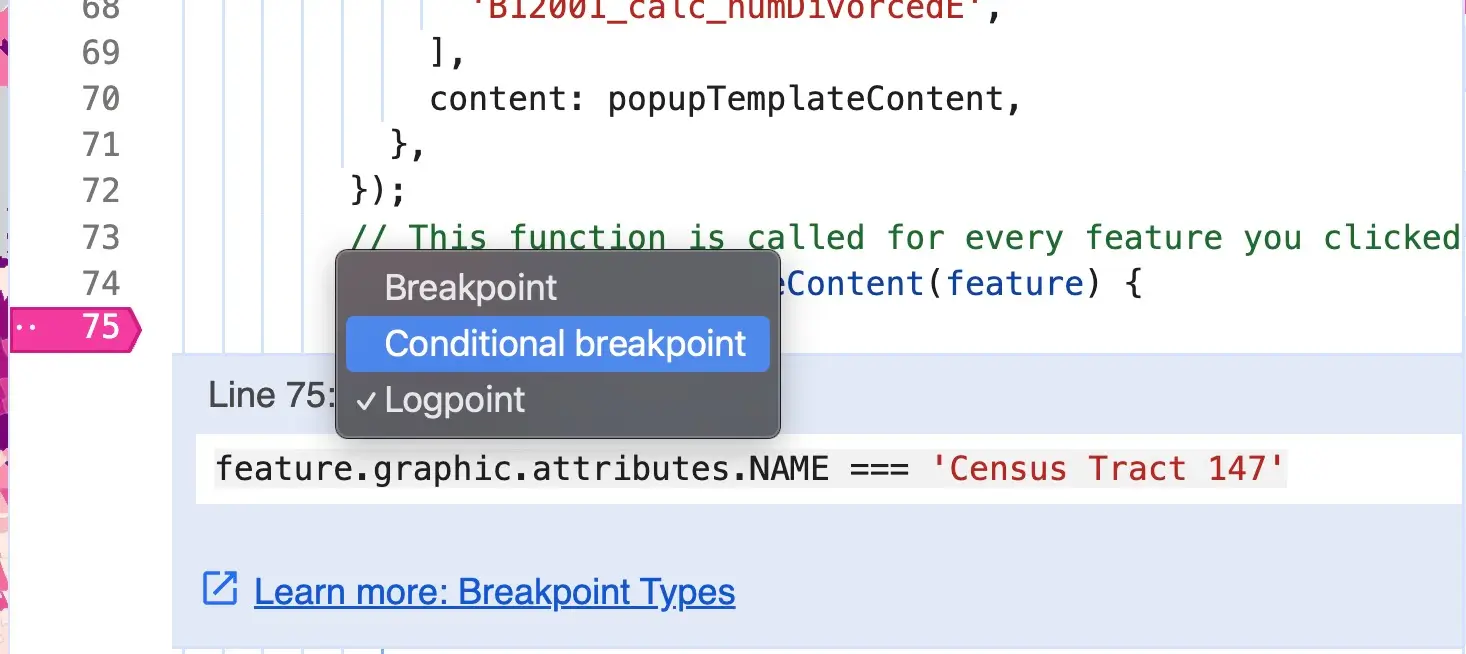 68 'B12001_calc_numDivorcedE',
69 ],
70 content: popupTemplateContent,
71 },
72 });
73 // This function is called for every feature you clicked
74 eContent(feature) {
75
Breakpoint
Conditional breakpoint
✓ Logpoint
Line 75:
feature.graphic.attributes.NAME === 'Census Tract 147'
Learn more: Breakpoint Types